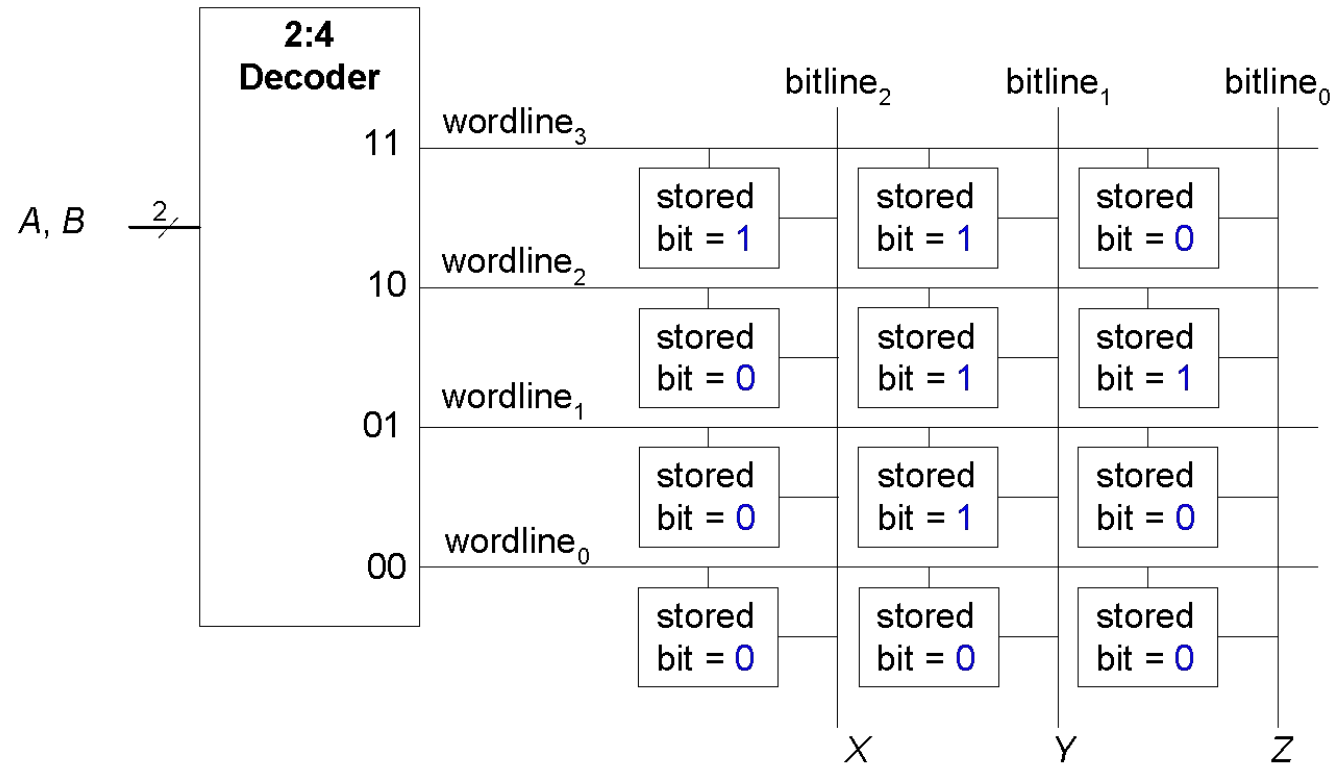 2:4
Decoder
bitline₂ bitline₁ bitline₀
wordline₃
11
stored stored stored
bit = 1 bit = 1 bit = 0
A, B
2
wordline₂
10
stored stored stored
bit = 0 bit = 1 bit = 1
wordline₁
01
stored stored stored
bit = 0 bit = 1 bit = 0
wordline₀
00
stored stored stored
bit = 0 bit = 0 bit = 0
X Y Z